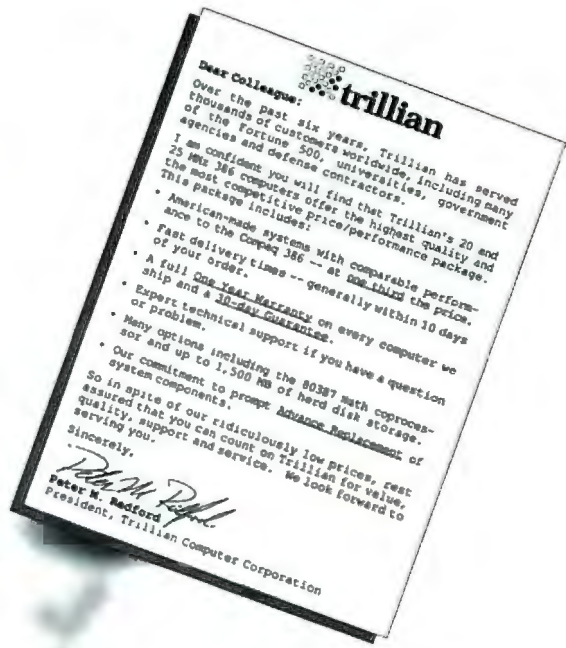 trillian
Dear Colleague:
Over the past six years, Trillian has served
thousands of customers worldwide, including many
of the Fortune 500, universities, government
agencies and defense contractors.
I am confident you will find that Trillian's 20 and
25 MHz 386 computers offer the highest quality and
the most competitive price/performance package.
This package includes:
• American-made systems with comparable perform-
ance to the Compaq 386 -- at one third the price.
• Fast delivery times -- generally within 10 days
of your order.
• A full One Year Warranty on every computer we
ship and a 30-day Guarantee.
• Expert technical support if you have a question
or problem.
• Many options including the 80387 math coproces-
sor and up to 1,500 MB of hard disk storage.
• Our commitment to prompt Advance Replacement of
system components.
So in spite of our ridiculously low prices, rest
assured that you can count on Trillian for value,
quality, support and service. We look forward to
serving you.
Sincerely,
Peter M. Radford
Peter M. Radford
President, Trillian Computer Corporation